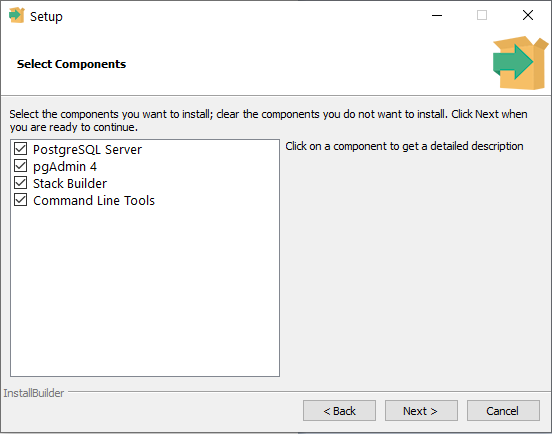 Setup
Select Components
Select the components you want to install; clear the components you do not want to install. Click Next when
you are ready to continue.
PostgreSQL Server
pgAdmin 4
Stack Builder
Command Line Tools
Click on a component to get a detailed description
InstallBuilder
< Back
Next >
Cancel